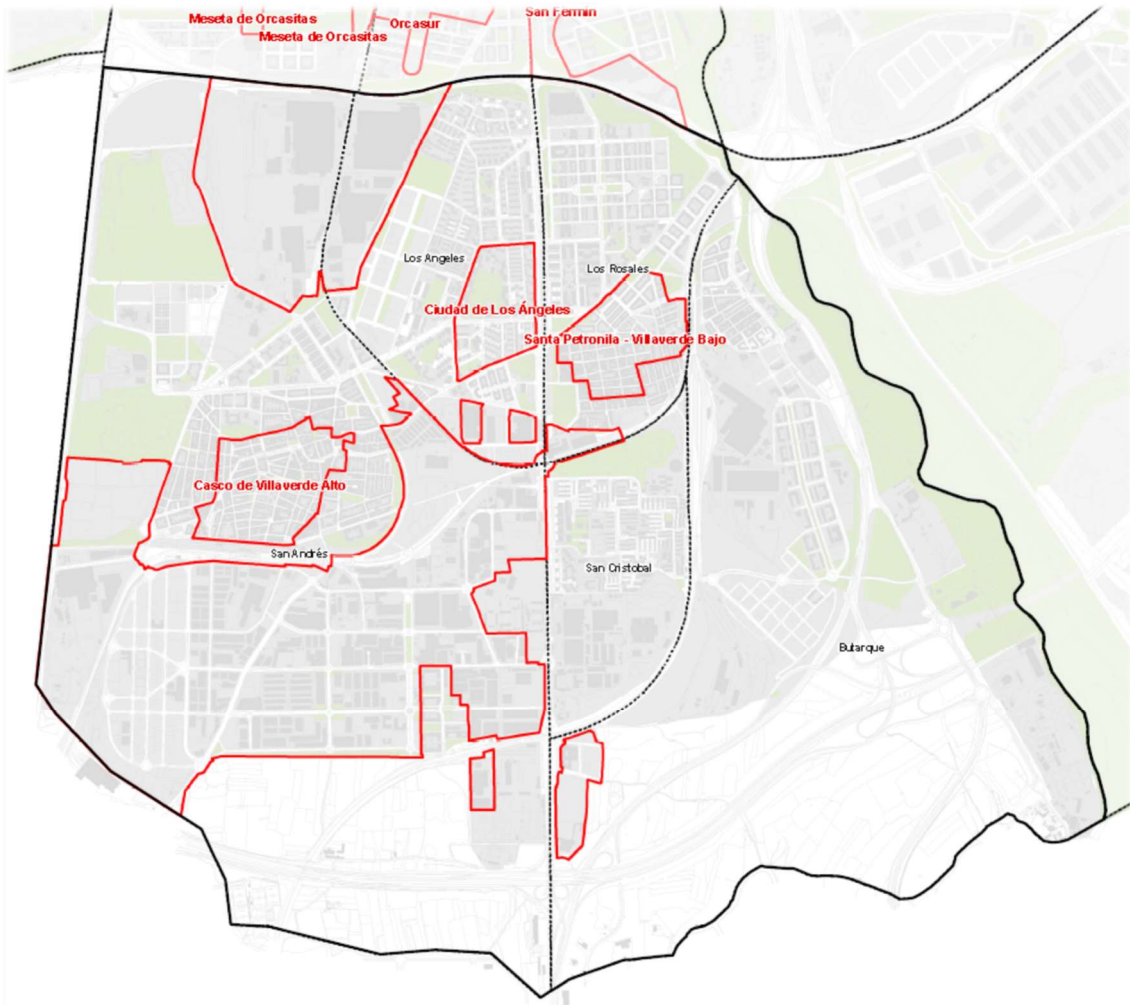 San Fermin
Meseta de Orcasitas
Orcasur
Meseta de Orcasitas
Los Angeles
Los Rosales
Ciudad de Los Ángeles
Santa Petronila - Villaverde Bajo
Casco de Villaverde Alto
San Andrés
San Cristobal
Butarque